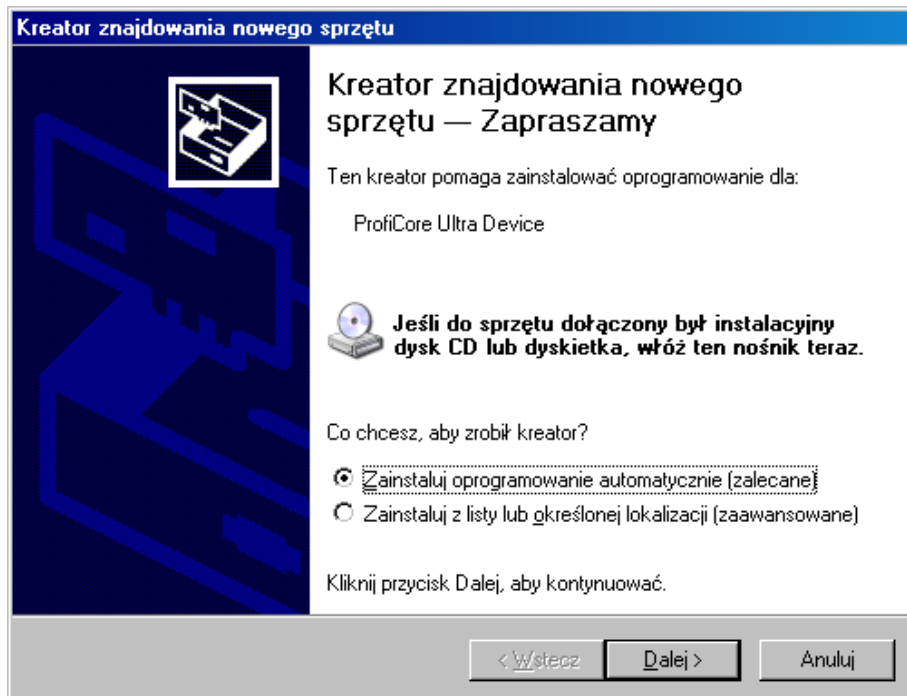 Kreator znajdowania nowego sprzętu
Kreator znajdowania nowego
sprzętu — Zapraszamy
Ten kreator pomaga zainstalować oprogramowanie dla:
ProfiCore Ultra Device
Jeśli do sprzętu dołączony był instalacyjny
dysk CD lub dyskietka, włóż ten nośnik teraz.
Co chcesz, aby zrobił kreator?
Zainstaluj oprogramowanie automatycznie (zalecane)
Zainstaluj z listy lub określonej lokalizacji (zaawansowane)
Kliknij przycisk Dalej, aby kontynuować.
< Wstecz
Dalej >
Anuluj